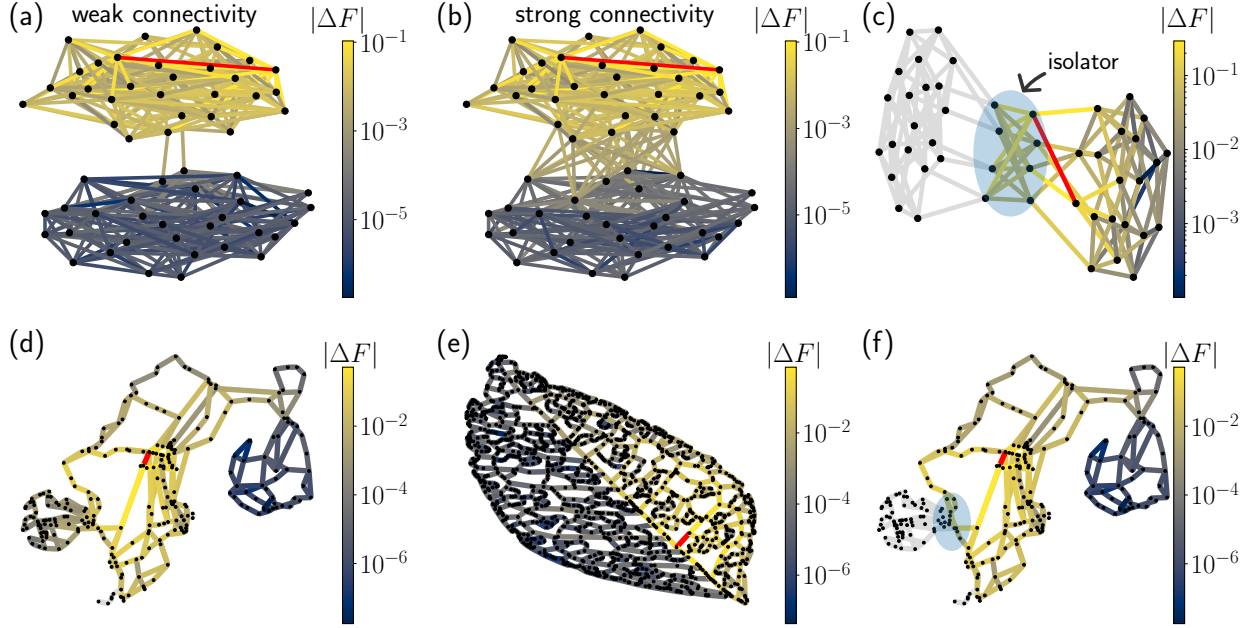 (a) weak connectivity |ΔF|
10⁻¹
10⁻³
10⁻⁵
(b) strong connectivity |ΔF|
10⁻¹
10⁻³
10⁻⁵
(c) |ΔF|
isolator
10⁻¹
10⁻²
10⁻³
(d) |ΔF|
10⁻²
10⁻⁴
10⁻⁶
(e) |ΔF|
10⁻²
10⁻⁴
10⁻⁶
(f) |ΔF|
10⁻²
10⁻⁴
10⁻⁶